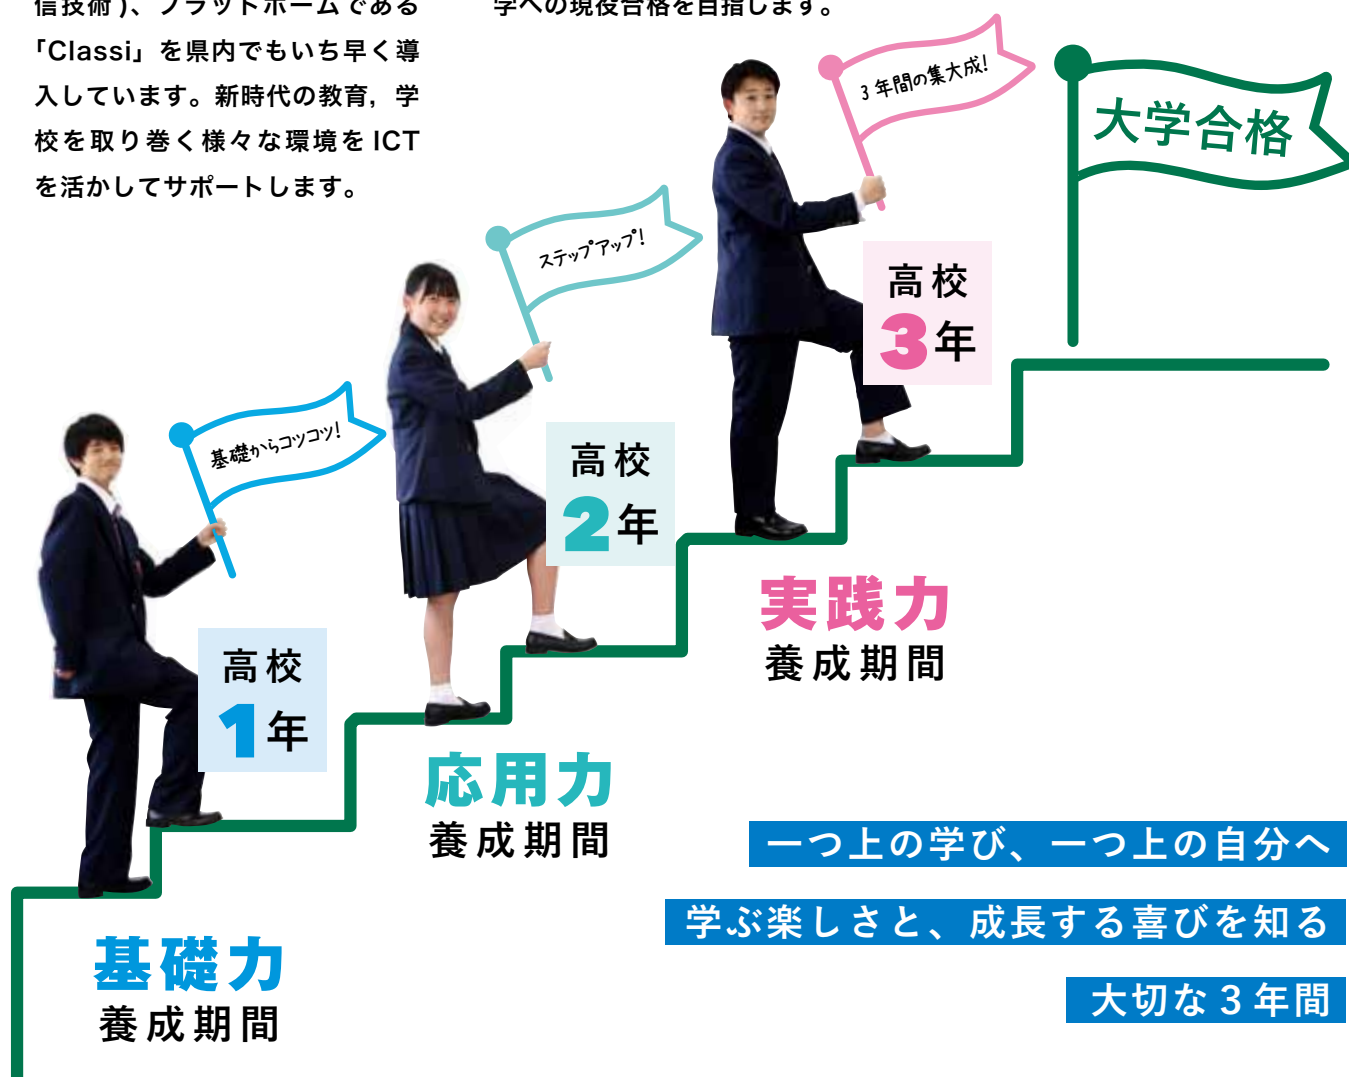 信技術)、プラットホームである
「Classi」を県内でもいち早く導
入しています。新時代の教育，学
校を取り巻く様々な環境を ICT
を活かしてサポートします。
学への現役合格を目指します。
3年間の集大成!
大学合格
ステップアップ!
高校
3年
基礎からコツコツ!
高校
2年
実践力
養成期間
高校
1年
応用力
養成期間
一つ上の学び、一つ上の自分へ
学ぶ楽しさと、成長する喜びを知る
大切な 3 年間
基礎力
養成期間